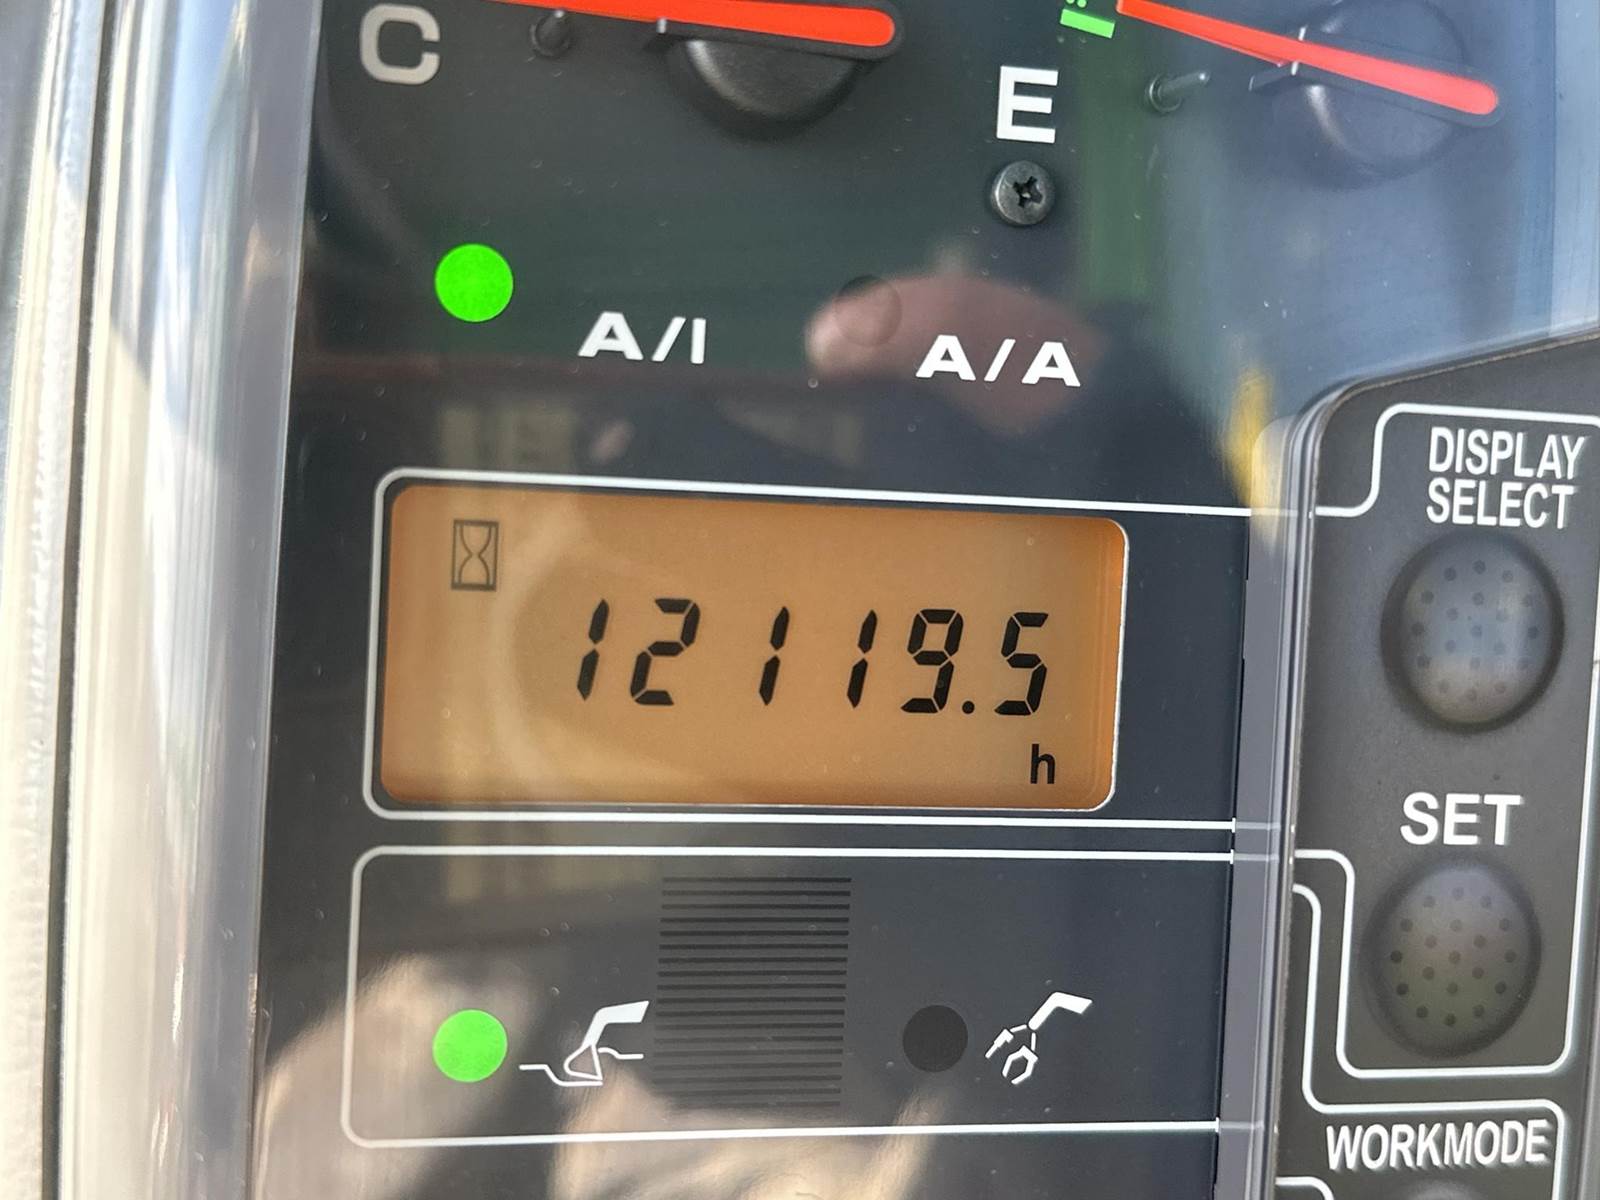 C
E
A/I
A/A
DISPLAY
SELECT
12119.5
h
SET
WORKMODE